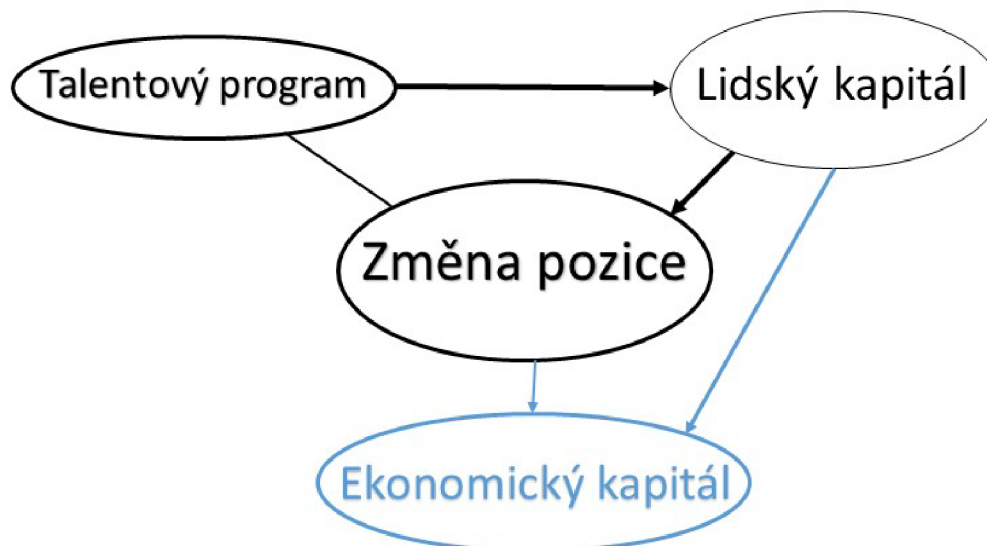 Talentový program
Lidský kapitál
Změna pozice
Ekonomický kapitál